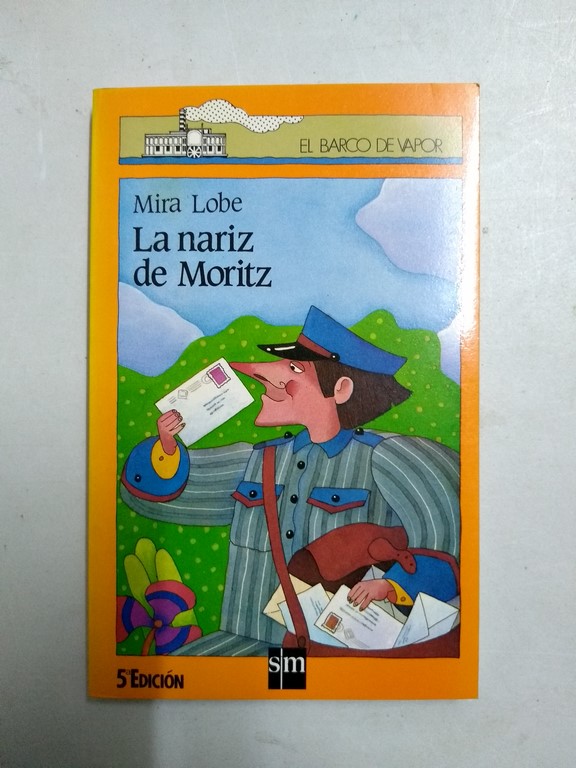 EL BARCO DE VAPOR
Mira Lobe
La nariz
de Moritz
5ª EDICIÓN
sm